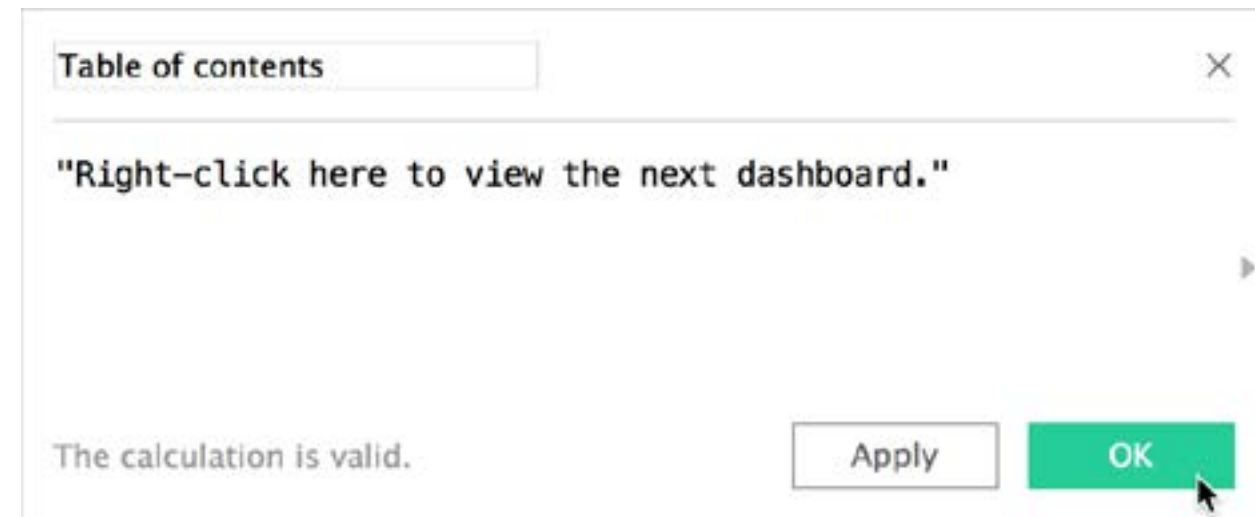 Table of contents
"Right-click here to view the next dashboard."
The calculation is valid.
Apply
OK